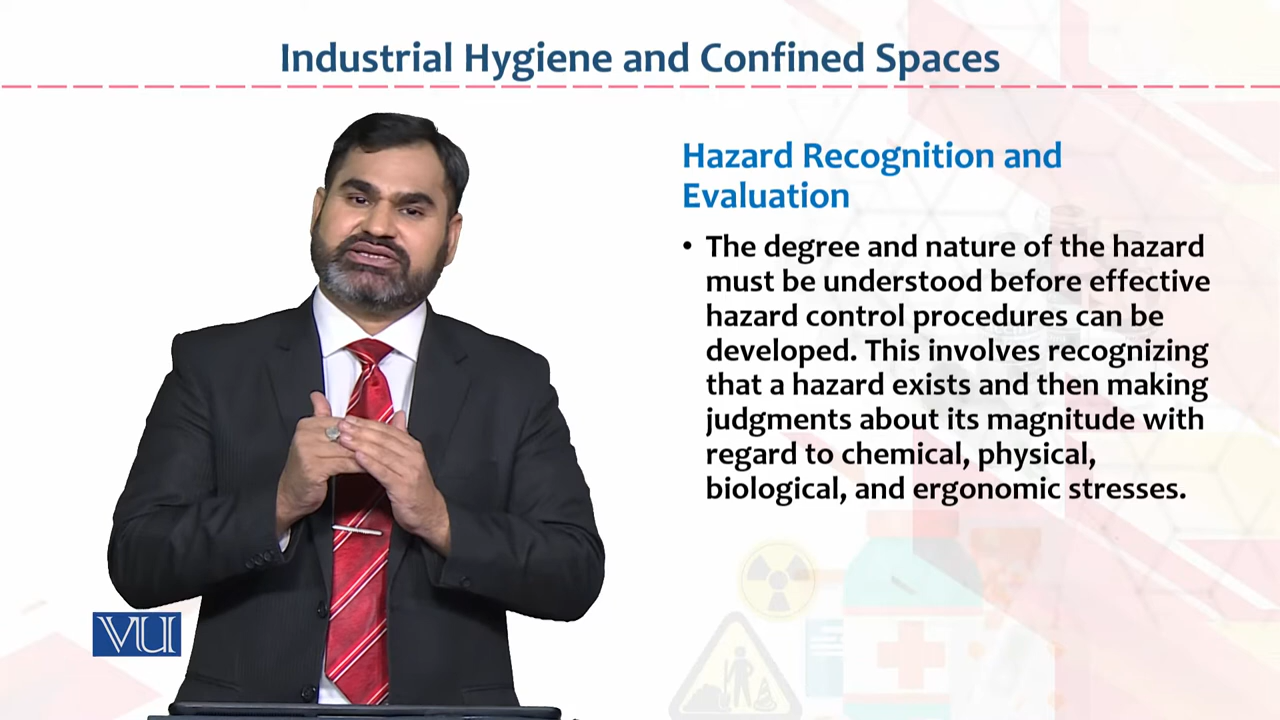 Industrial Hygiene and Confined Spaces
Hazard Recognition and
Evaluation
• The degree and nature of the hazard
must be understood before effective
hazard control procedures can be
developed. This involves recognizing
that a hazard exists and then making
judgments about its magnitude with
regard to chemical, physical,
biological, and ergonomic stresses.
VU